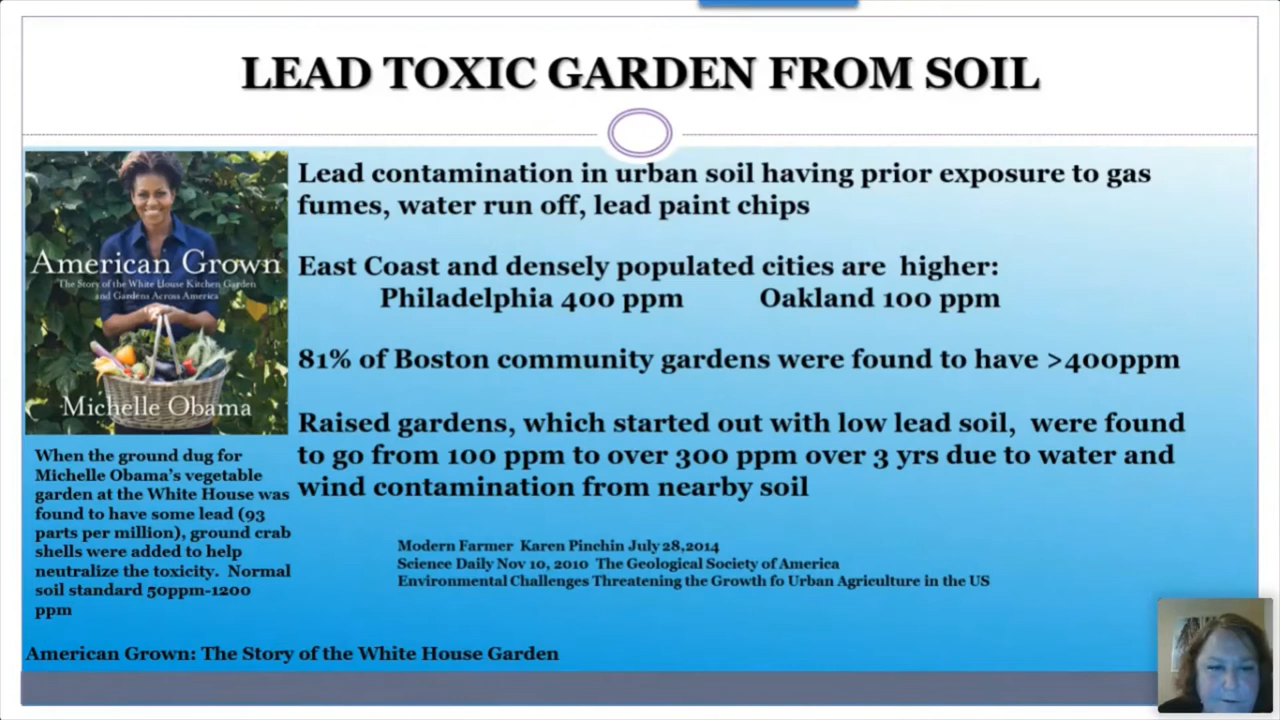 LEAD TOXIC GARDEN FROM SOIL
American Grown
The Story of the White House Kitchen Garden
and Gardens Across America
Michelle Obama
When the ground dug for
Michelle Obama's vegetable
garden at the White House was
found to have some lead (93
parts per million), ground crab
shells were added to help
neutralize the toxicity. Normal
soil standard 50ppm-1200
ppm
Lead contamination in urban soil having prior exposure to gas
fumes, water run off, lead paint chips
East Coast and densely populated cities are higher:
Philadelphia 400 ppm Oakland 100 ppm
81% of Boston community gardens were found to have >400ppm
Raised gardens, which started out with low lead soil, were found
to go from 100 ppm to over 300 ppm over 3 yrs due to water and
wind contamination from nearby soil
Modern Farmer Karen Pinchin July 28,2014
Science Daily Nov 10, 2010 The Geological Society of America
Environmental Challenges Threatening the Growth fo Urban Agriculture in the US
American Grown: The Story of the White House Garden